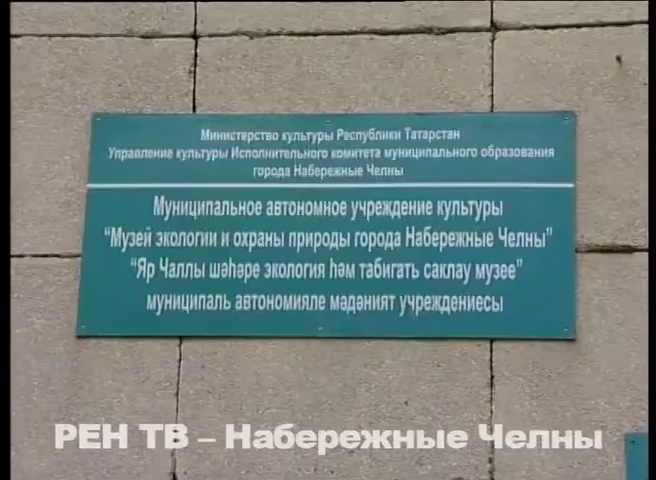 Министерство культуры Республики Татарстан
Управление культуры Исполнительного комитета муниципального образования
города Набережные Челны
Муниципальное автономное учреждение культуры
“Музей экологии и охраны природы города Набережные Челны”
“Яр Чаллы шәһәре экология һәм табигать саклау музее”
муниципаль автономияле мәдәният учреждениесы
РЕН ТВ – Набережные Челны